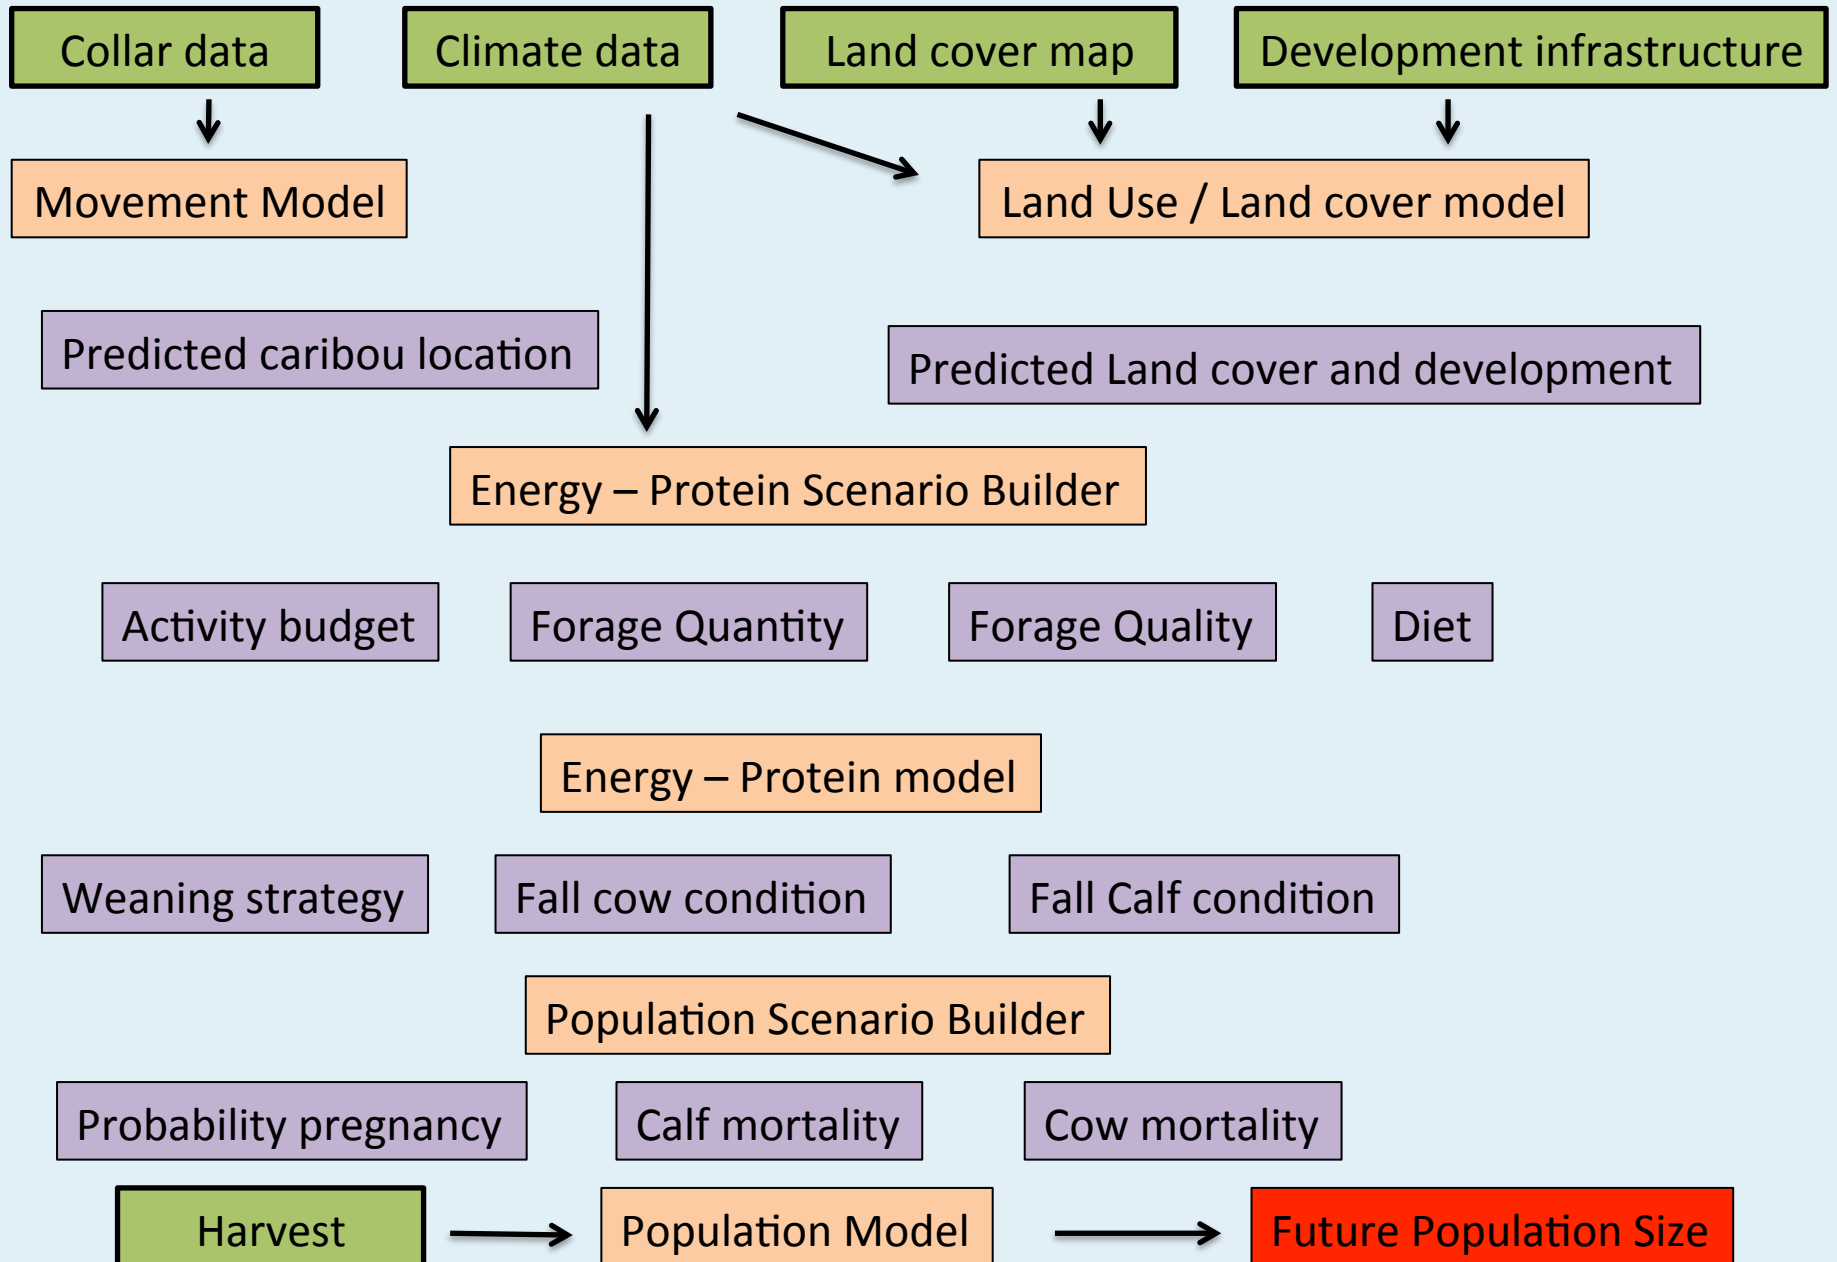 Collar data
Climate data
Land cover map
Development infrastructure
Movement Model
Land Use / Land cover model
Predicted caribou location
Predicted Land cover and development
Energy – Protein Scenario Builder
Activity budget
Forage Quantity
Forage Quality
Diet
Energy – Protein model
Weaning strategy
Fall cow condition
Fall Calf condition
Population Scenario Builder
Probability pregnancy
Calf mortality
Cow mortality
Harvest
Population Model
Future Population Size